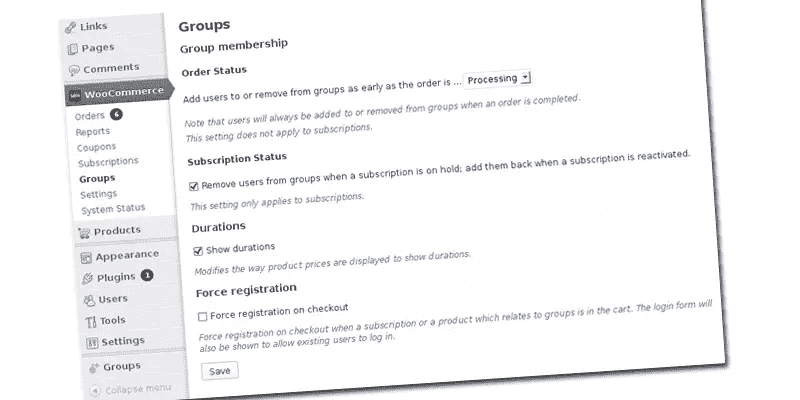 Links
Pages
Comments
WooCommerce
Orders 6
Reports
Coupons
Subscriptions
Groups
Settings
System Status
Products
Appearance
Plugins 1
Users
Tools
Settings
Groups
Collapse menu
Groups
Group membership
Order Status
Add users to or remove from groups as early as the order is ... Processing
Note that users will always be added to or removed from groups when an order is completed.
This setting does not apply to subscriptions.
Subscription Status
Remove users from groups when a subscription is on hold; add them back when a subscription is reactivated.
This setting only applies to subscriptions.
Durations
Show durations
Modifies the way product prices are displayed to show durations.
Force registration
Force registration on checkout
Force registration on checkout when a subscription or a product which relates to groups is in the cart. The login form will
also be shown to allow existing users to log in.
Save